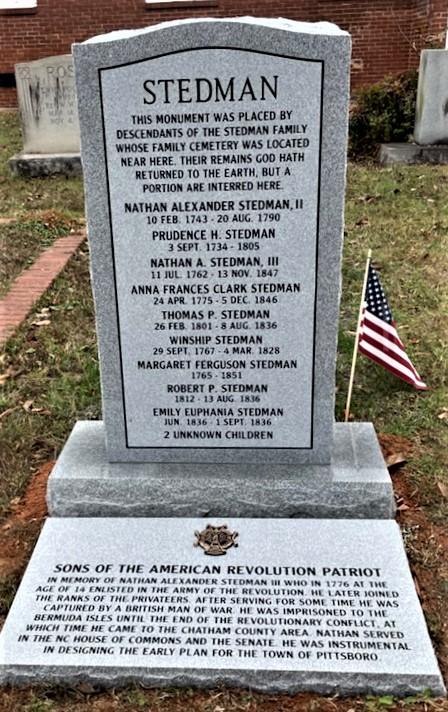 STEDMAN
THIS MONUMENT WAS PLACED BY
DESCENDANTS OF THE STEDMAN FAMILY
WHOSE FAMILY CEMETERY WAS LOCATED
NEAR HERE. THEIR REMAINS GOD HATH
RETURNED TO THE EARTH, BUT A
PORTION ARE INTERRED HERE.
NATHAN ALEXANDER STEDMAN, II
10 FEB. 1743 - 20 AUG. 1790
PRUDENCE H. STEDMAN
3 SEPT. 1734 - 1805
NATHAN A. STEDMAN, III
11 JUL. 1762 - 13 NOV. 1847
ANNA FRANCES CLARK STEDMAN
24 APR. 1775 - 5 DEC. 1846
THOMAS P. STEDMAN
26 FEB. 1801 - 8 AUG. 1836
WINSHIP STEDMAN
29 SEPT. 1767 - 4 MAR. 1828
MARGARET FERGUSON STEDMAN
1765 - 1851
ROBERT P. STEDMAN
1812 - 13 AUG. 1836
EMILY EUPHANIA STEDMAN
JUN. 1836 - 1 SEPT. 1836
2 UNKNOWN CHILDREN
SONS OF THE AMERICAN REVOLUTION PATRIOT
IN MEMORY OF NATHAN ALEXANDER STEDMAN III WHO IN 1776 AT THE
AGE OF 14 ENLISTED IN THE ARMY OF THE REVOLUTION. HE LATER JOINED
THE RANKS OF THE PRIVATEERS. AFTER SERVING FOR SOME TIME HE WAS
CAPTURED BY A BRITISH MAN OF WAR. HE WAS IMPRISONED TO THE
BERMUDA ISLES UNTIL THE END OF THE REVOLUTIONARY CONFLICT, AT
WHICH TIME HE CAME TO THE CHATHAM COUNTY AREA. NATHAN SERVED
IN THE NC HOUSE OF COMMONS AND THE SENATE. HE WAS INSTRUMENTAL
IN DESIGNING THE EARLY PLAN FOR THE TOWN OF PITTSBORO.